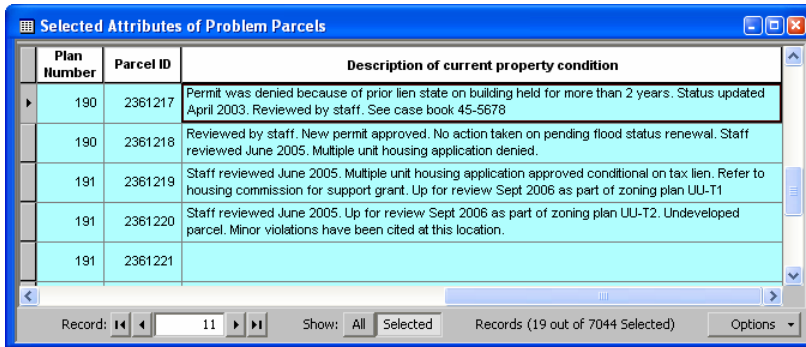 Selected Attributes of Problem Parcels
Plan Number Parcel ID Description of current property condition
190 2361217 Permit was denied because of prior lien state on building held for more than 2 years. Status updated
April 2003. Reviewed by staff. See case book 45-5678
190 2361218 Reviewed by staff. New permit approved. No action taken on pending flood status renewal. Staff
reviewed June 2005. Multiple unit housing application denied.
191 2361219 Staff reviewed June 2005. Multiple unit housing application approved conditional on tax lien. Refer to
housing commission for support grant. Up for review Sept 2006 as part of zoning plan UU-T1
191 2361220 Staff reviewed June 2005. Up for review Sept 2006 as part of zoning plan UU-T2. Undeveloped
parcel. Minor violations have been cited at this location.
191 2361221
Record: 11 Show: All Selected Records (19 out of 7044 Selected) Options